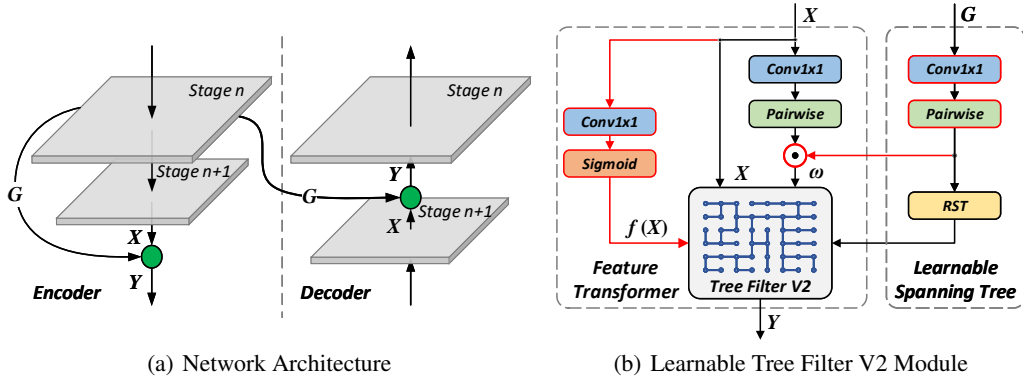 Stage n
Stage n+1
G
X
Y
Encoder
Stage n
Y
G
Stage n+1
X
Decoder
(a) Network Architecture
X
G
Conv1x1
Conv1x1
Conv1x1
Pairwise
Pairwise
Sigmoid
X
ω
RST
f (X)
Feature
Transformer
Tree Filter V2
Learnable
Spanning Tree
Y
(b) Learnable Tree Filter V2 Module